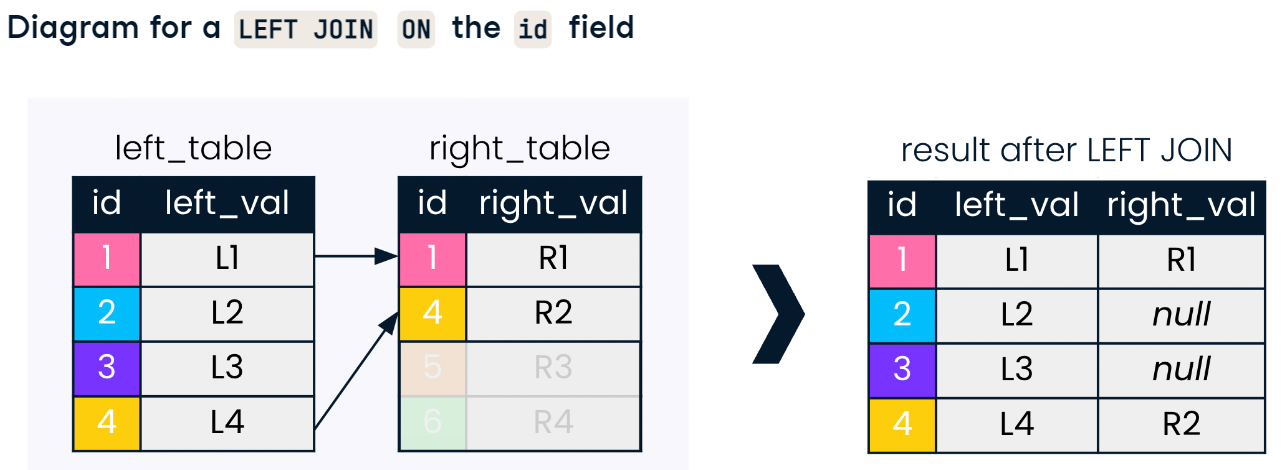 Diagram for a LEFT JOIN ON the id field
left_table
id left_val
1 L1
2 L2
3 L3
4 L4
right_table
id right_val
1 R1
4 R2
5 R3
6 R4
result after LEFT JOIN
id left_val right_val
1 L1 R1
2 L2 null
3 L3 null
4 L4 R2